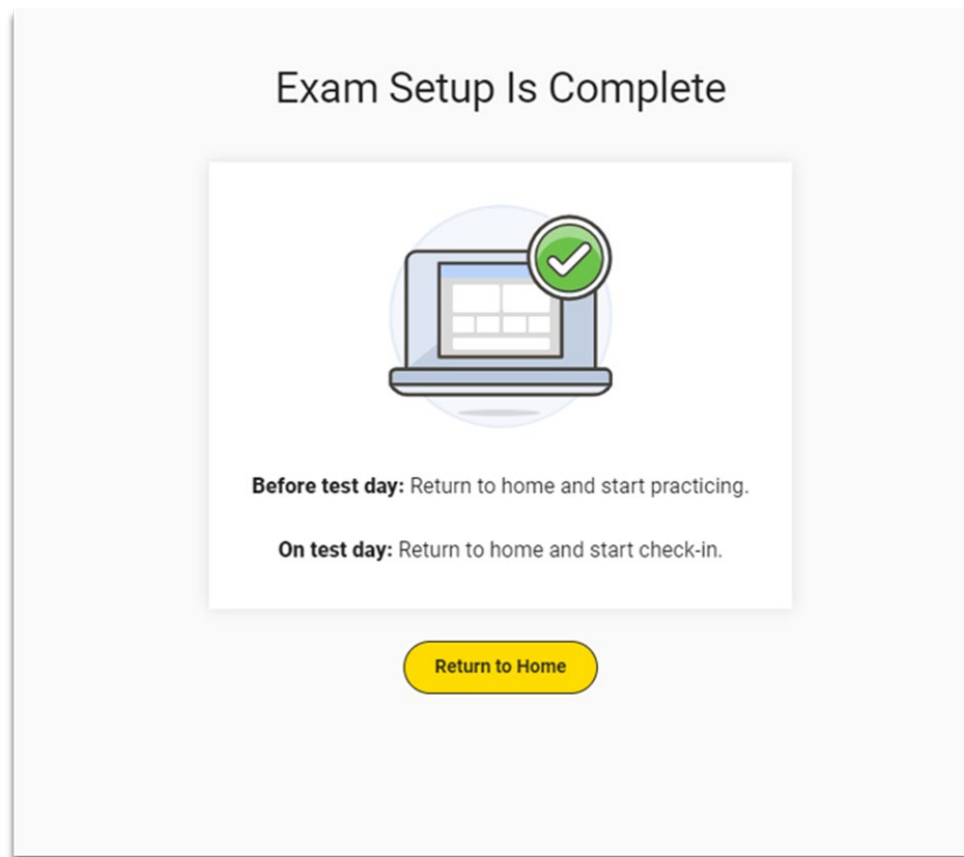 Exam Setup Is Complete
Before test day: Return to home and start practicing.
On test day: Return to home and start check-in.
Return to Home